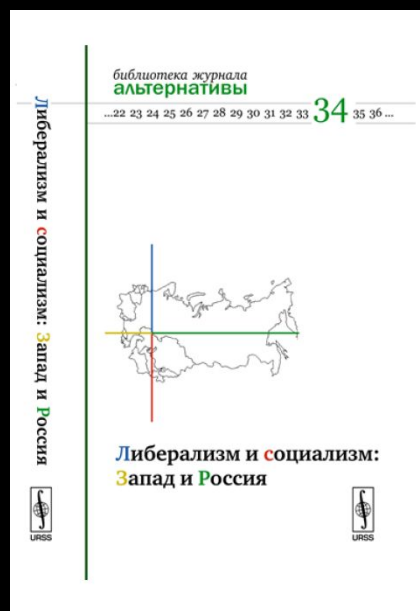 Либерализм и социализм: Запад и Россия
URSS
библиотека журнала
альтернативы
...22 23 24 25 26 27 28 29 30 31 32 33 34 35 36 ...
Либерализм и социализм:
Запад и Россия
URSS